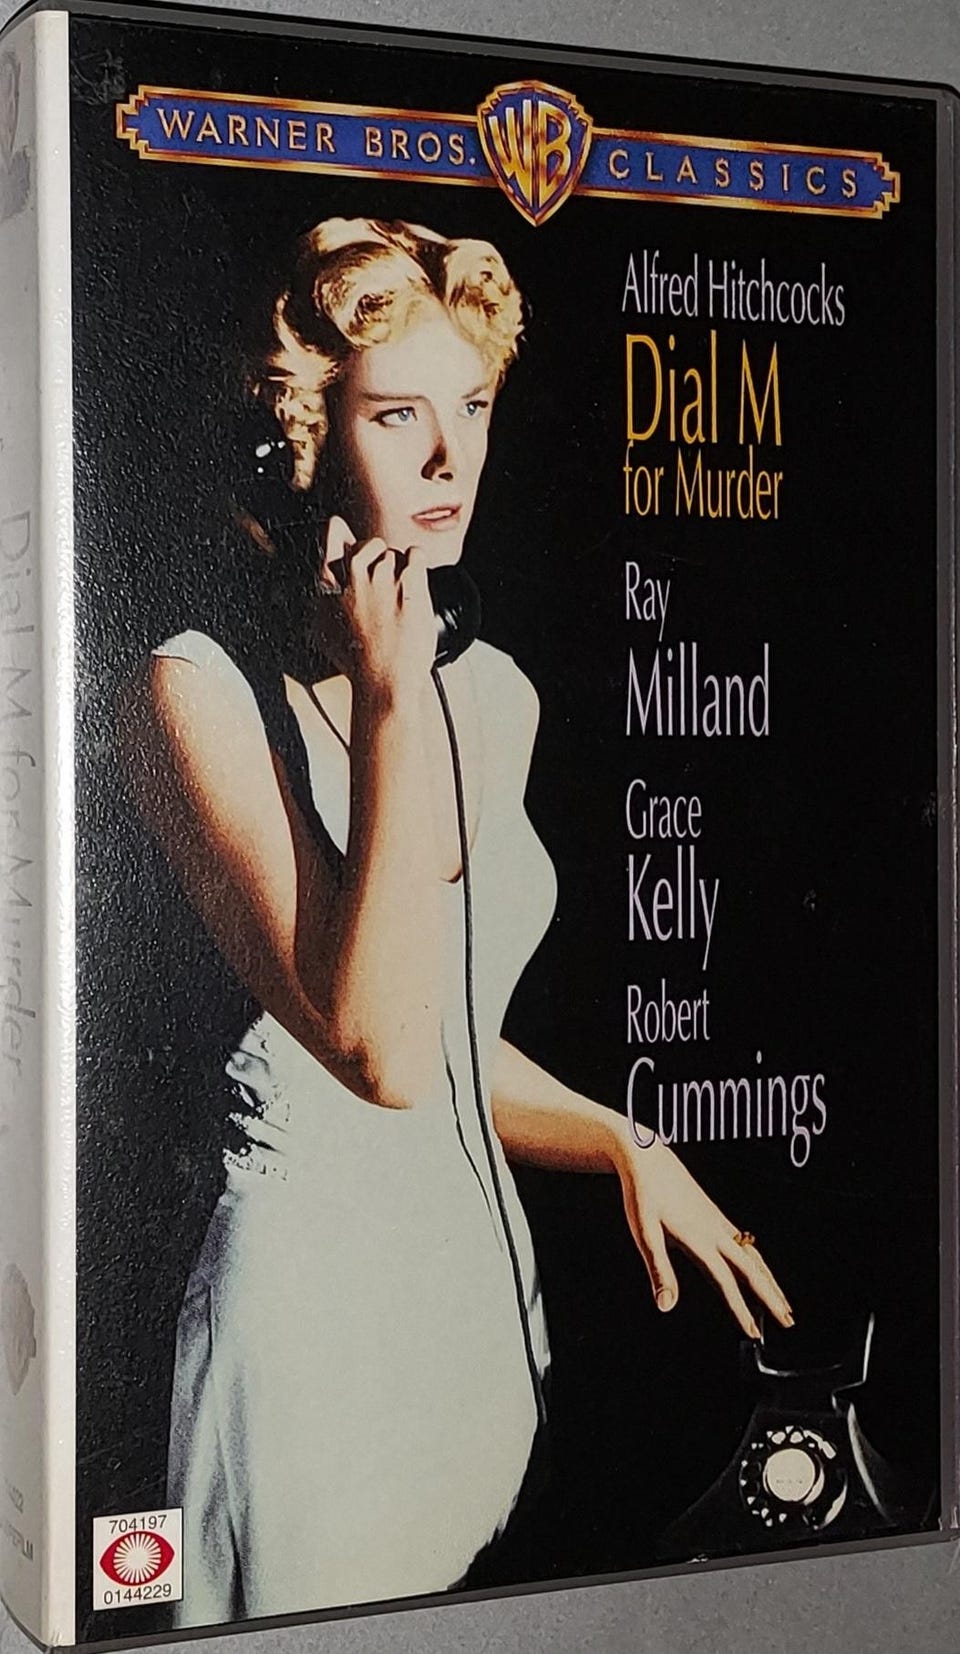 WARNER BROS. WB CLASSICS
Alfred Hitchcocks
Dial M
for Murder
Ray
Milland
Grace
Kelly
Robert
Cummings
Dial M for Murder
704197
0144229